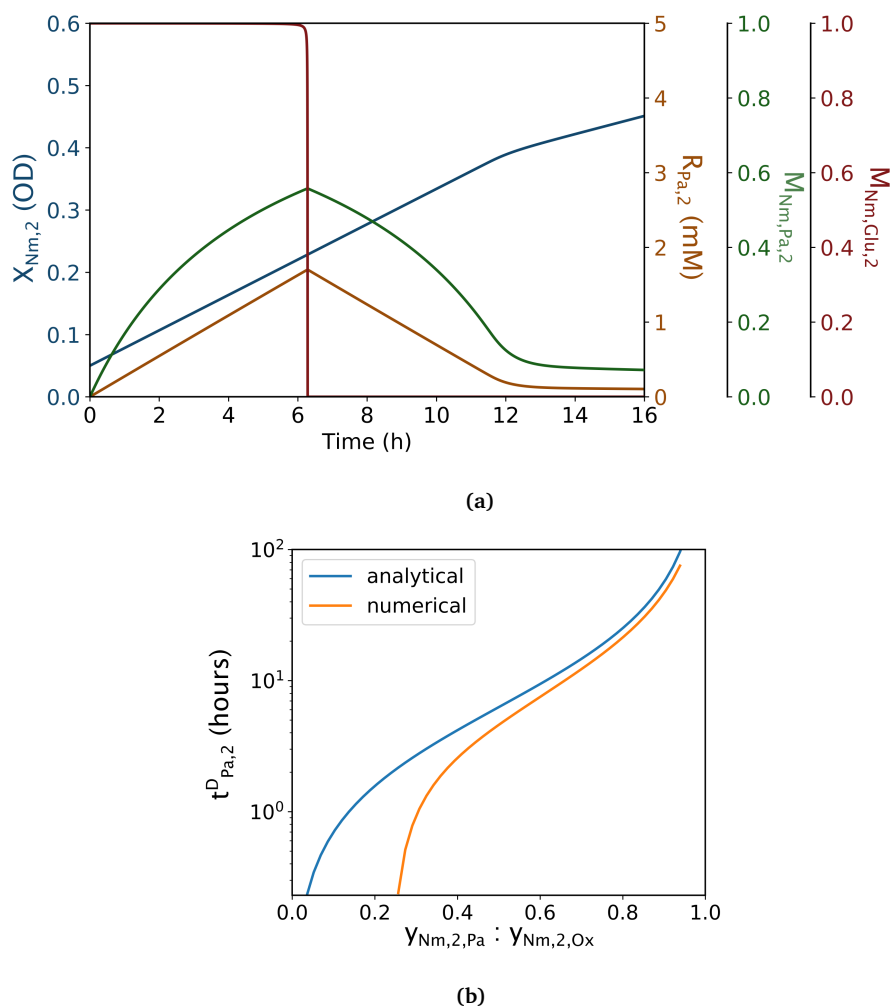 0.6
0.5
0.4
0.3
0.2
0.1
0.0
X_Nm,2 (OD)
0 2 4 6 8 10 12 14 16
Time (h)
5
4
3
2
1
0
R_Pa,2 (mM)
1.0
0.8
0.6
0.4
0.2
0.0
M_Nm,Pa,2
1.0
0.8
0.6
0.4
0.2
0.0
M_Nm,Glu,2
(a)
10^2
10^1
10^0
t^D_Pa,2 (hours)
analytical
numerical
0.0 0.2 0.4 0.6 0.8 1.0
y_Nm,2,Pa : y_Nm,2,Ox
(b)